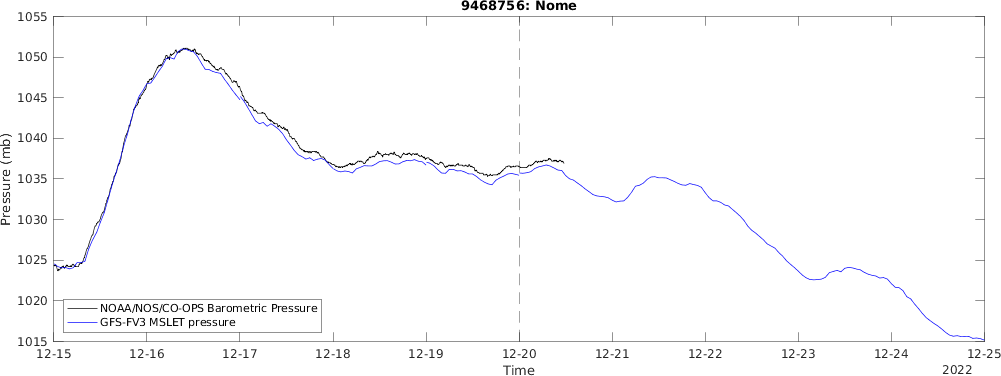 9468756: Nome
1055
1050
1045
1040
1035
1030
1025
1020
1015
Pressure (mb)
NOAA/NOS/CO-OPS Barometric Pressure
GFS-FV3 MSLET pressure
12-15 12-16 12-17 12-18 12-19 12-20 12-21 12-22 12-23 12-24 12-25
Time
2022